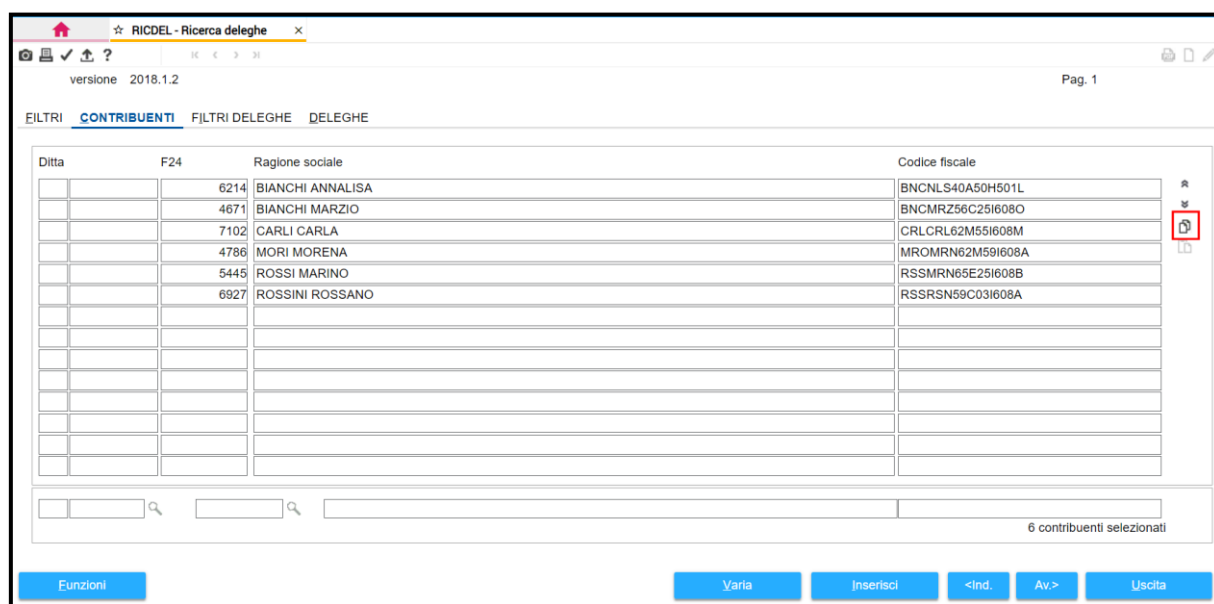 ☆ RICDEL - Ricerca deleghe ×
?
versione 2018.1.2 Pag. 1
FILTRI CONTRIBUENTI FILTRI DELEGHE DELEGHE
Ditta F24 Ragione sociale Codice fiscale
6214 BIANCHI ANNALISA BNCNLS40A50H501L
4671 BIANCHI MARZIO BNCMRZ56C25I608O
7102 CARLI CARLA CRLCRL62M55I608M
4786 MORI MORENA MROMRN62M59I608A
5445 ROSSI MARINO RSSMRN65E25I608B
6927 ROSSINI ROSSANO RSSRSN59C03I608A
6 contribuenti selezionati
Funzioni Varia Inserisci <Ind. Av.> Uscita